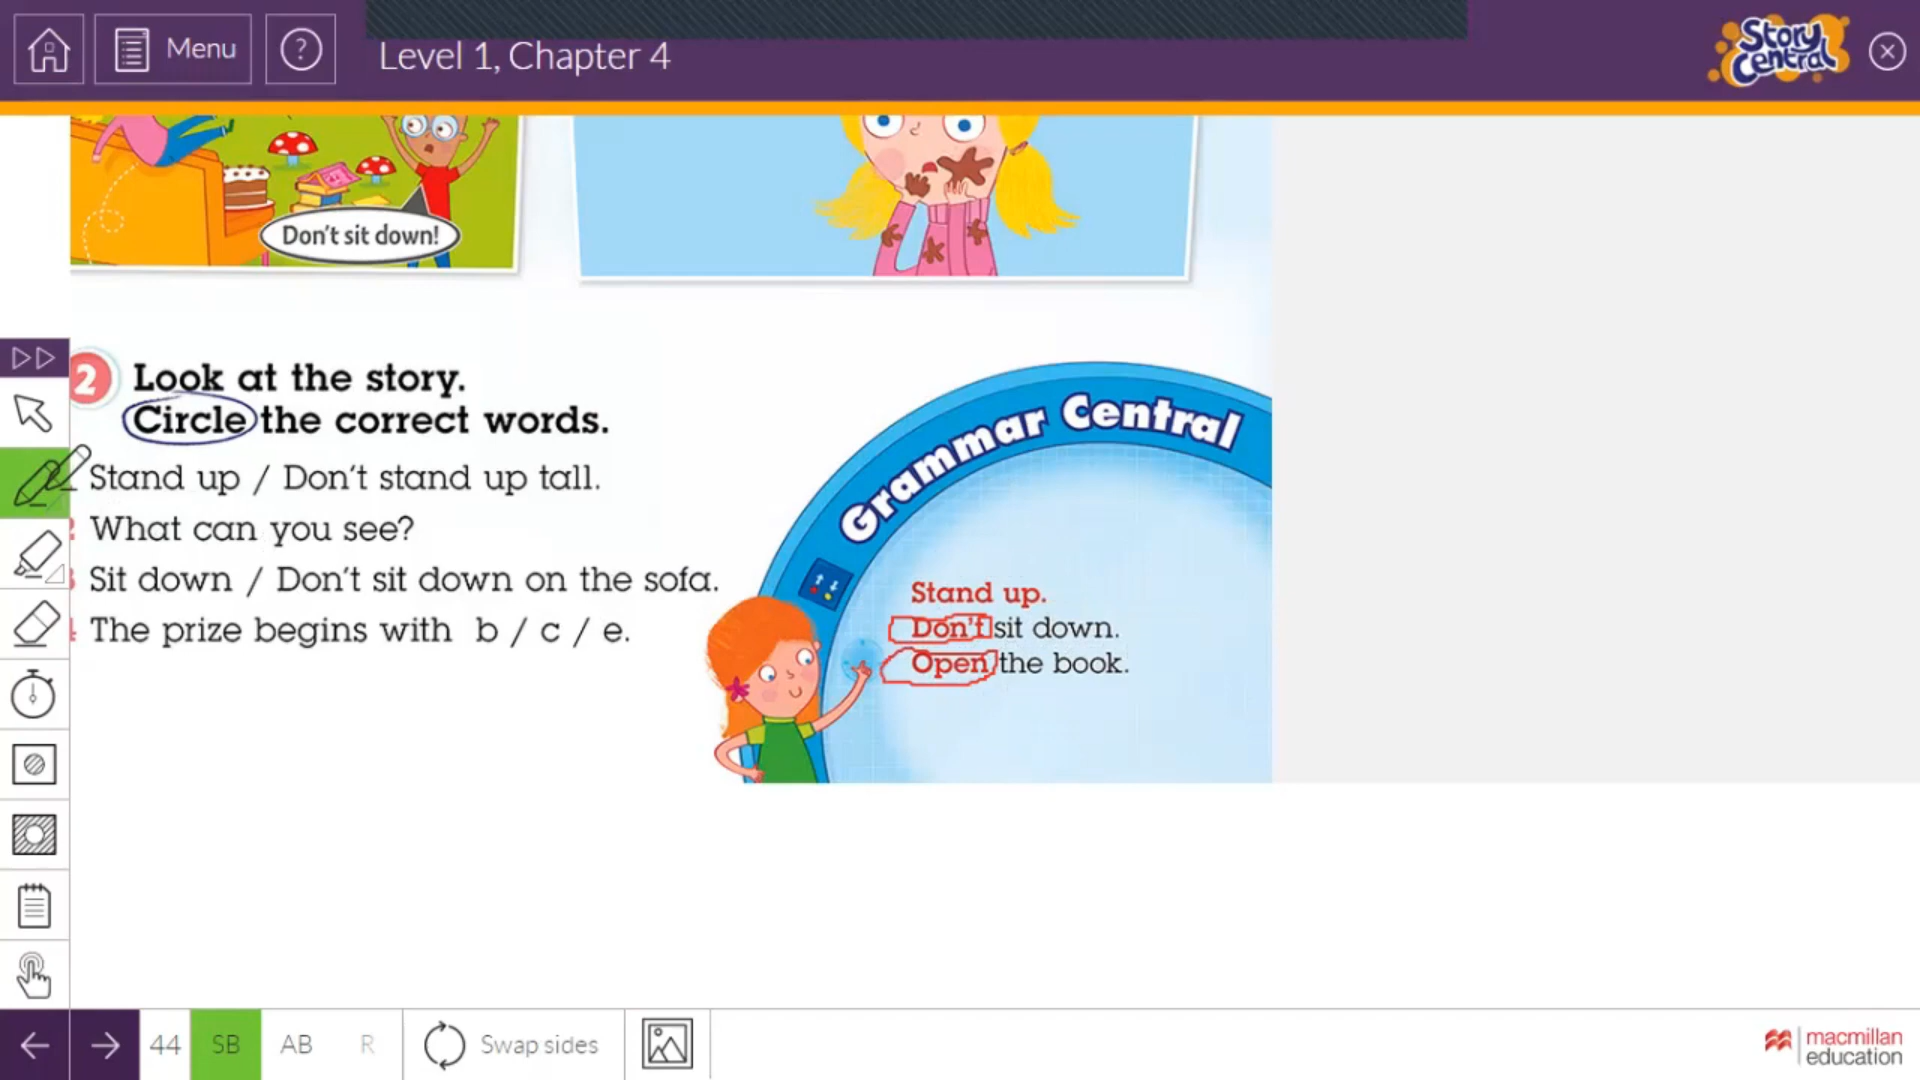 Menu
?
Level 1, Chapter 4
Story Central
Don't sit down!
2 Look at the story.
Circle the correct words.
Stand up / Don't stand up tall.
What can you see?
Sit down / Don't sit down on the sofa.
The prize begins with b / c / e.
Grammar Central
Stand up.
Don't sit down.
Open the book.
44
SB
AB
R
Swap sides
macmillan
education